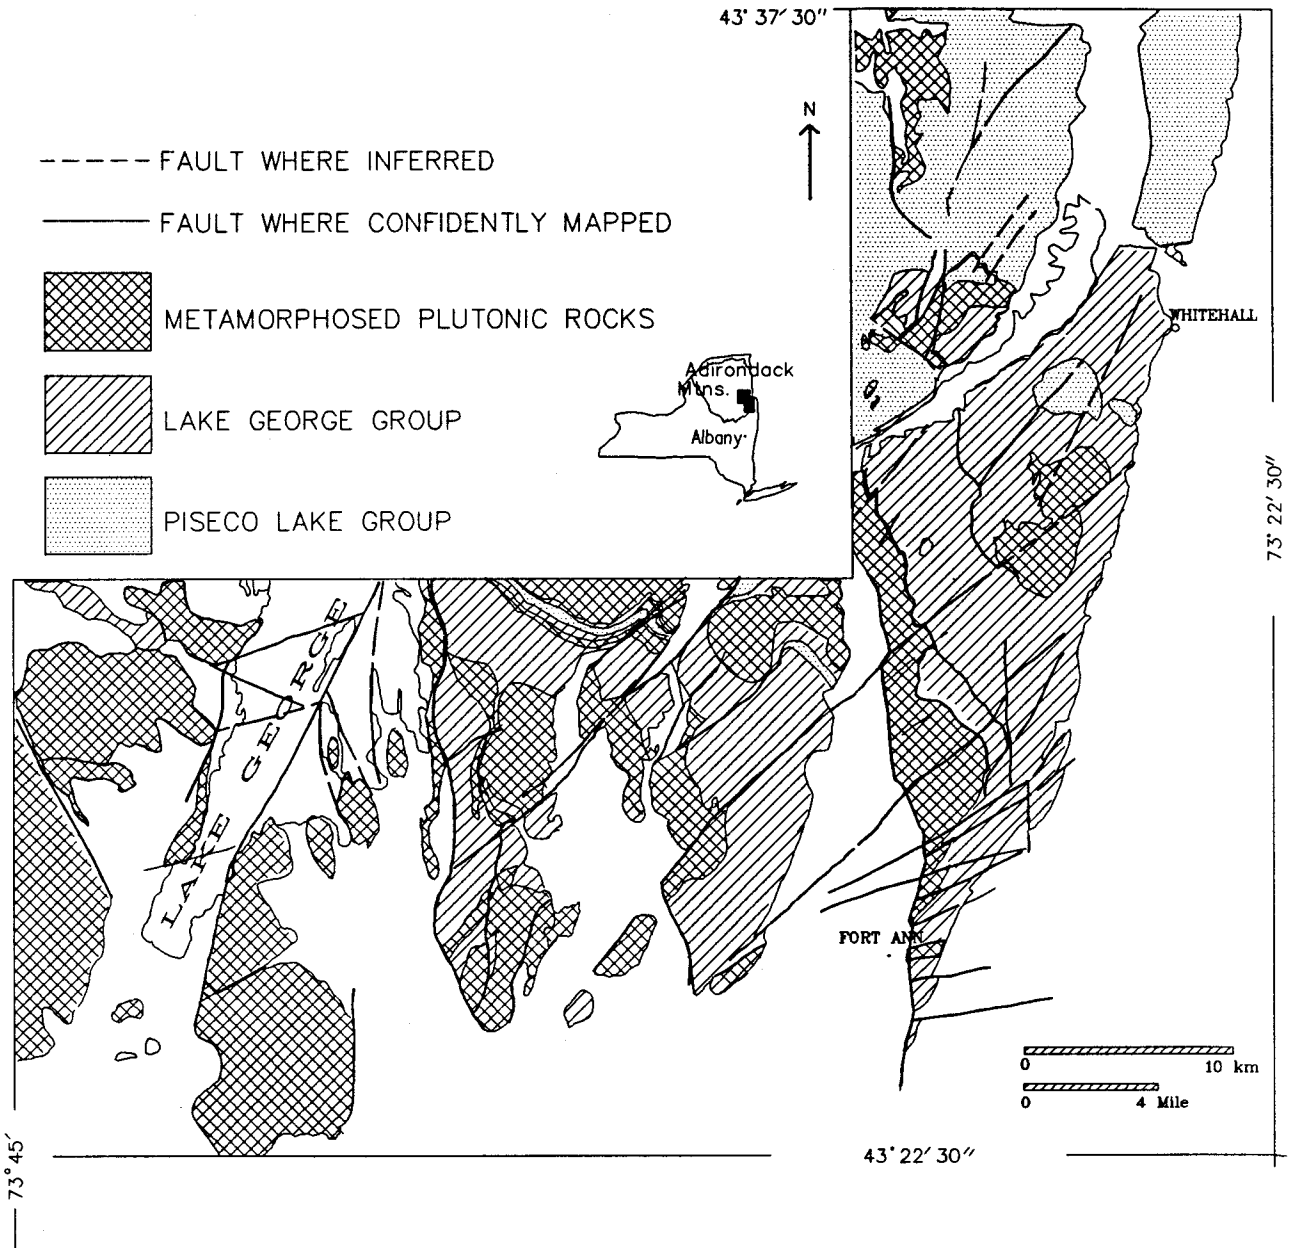 43° 37′ 30″
N
FAULT WHERE INFERRED
FAULT WHERE CONFIDENTLY MAPPED
METAMORPHOSED PLUTONIC ROCKS
LAKE GEORGE GROUP
PISECO LAKE GROUP
Adirondack
Mtns.
Albany
WHITEHALL
73° 22′ 30″
LAKE GEORGE
FORT ANN
0 10 km
0 4 Mile
43° 22′ 30″
73° 45′